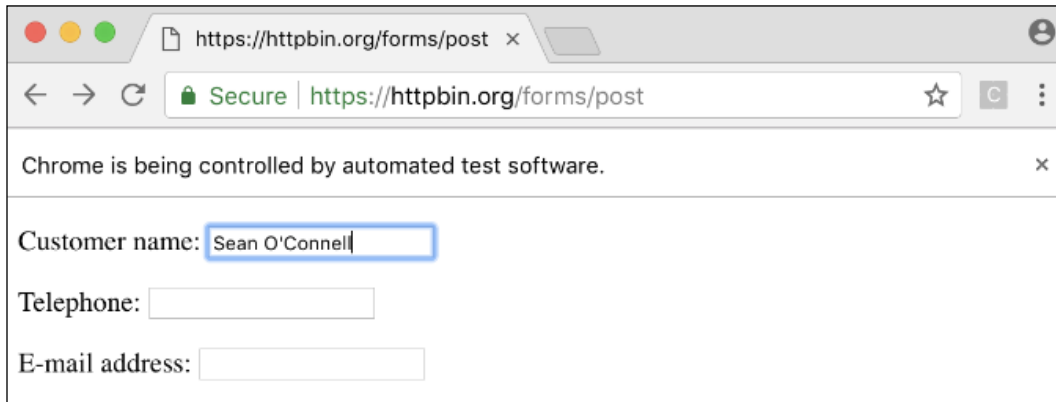 https://httpbin.org/forms/post
Secure https://httpbin.org/forms/post
C
Chrome is being controlled by automated test software.
Customer name: Sean O'Connell
Telephone:
E-mail address: